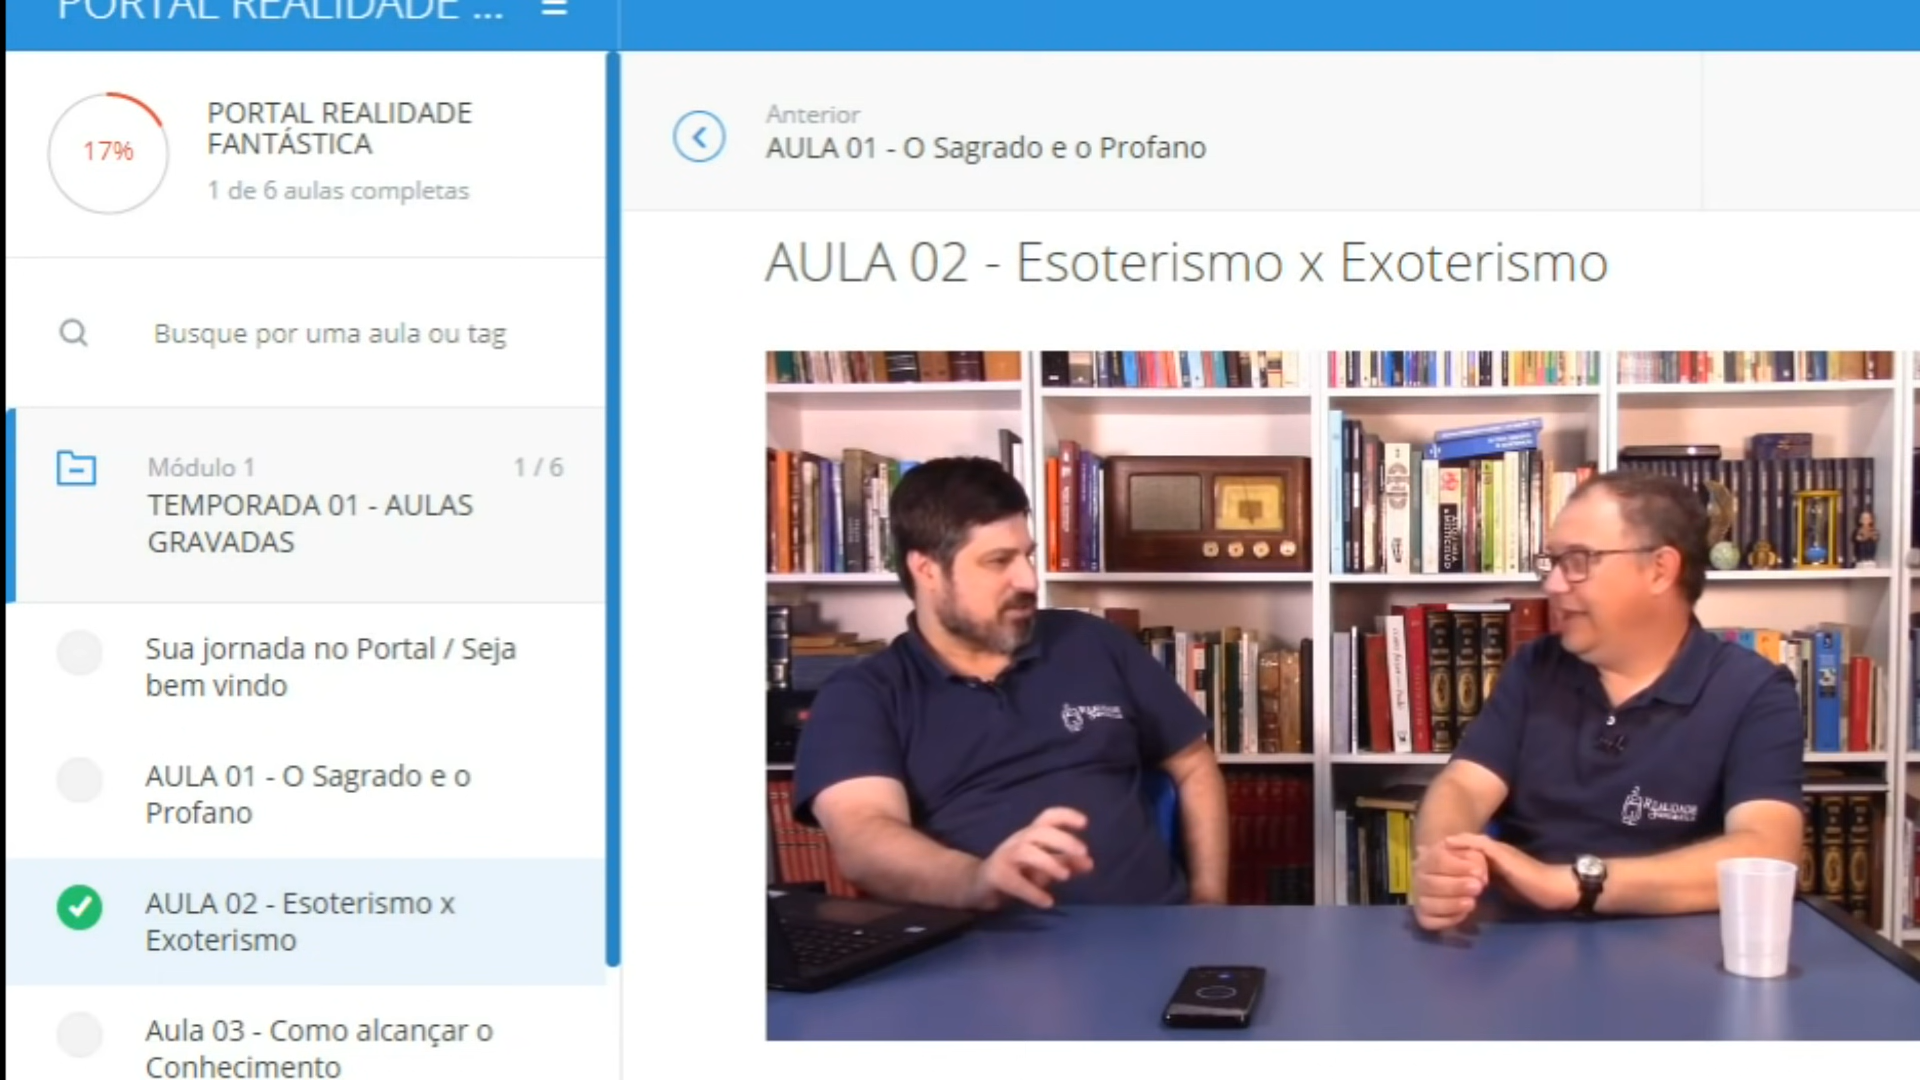 PORTAL REALIDADE ...
17%
PORTAL REALIDADE
FANTÁSTICA
1 de 6 aulas completas
Busque por uma aula ou tag
Módulo 1
1 / 6
TEMPORADA 01 - AULAS
GRAVADAS
Sua jornada no Portal / Seja
bem vindo
AULA 01 - O Sagrado e o
Profano
AULA 02 - Esoterismo x
Exoterismo
Aula 03 - Como alcançar o
Conhecimento
Anterior
AULA 01 - O Sagrado e o Profano
AULA 02 - Esoterismo x Exoterismo
REALIDADE
REALIDADE